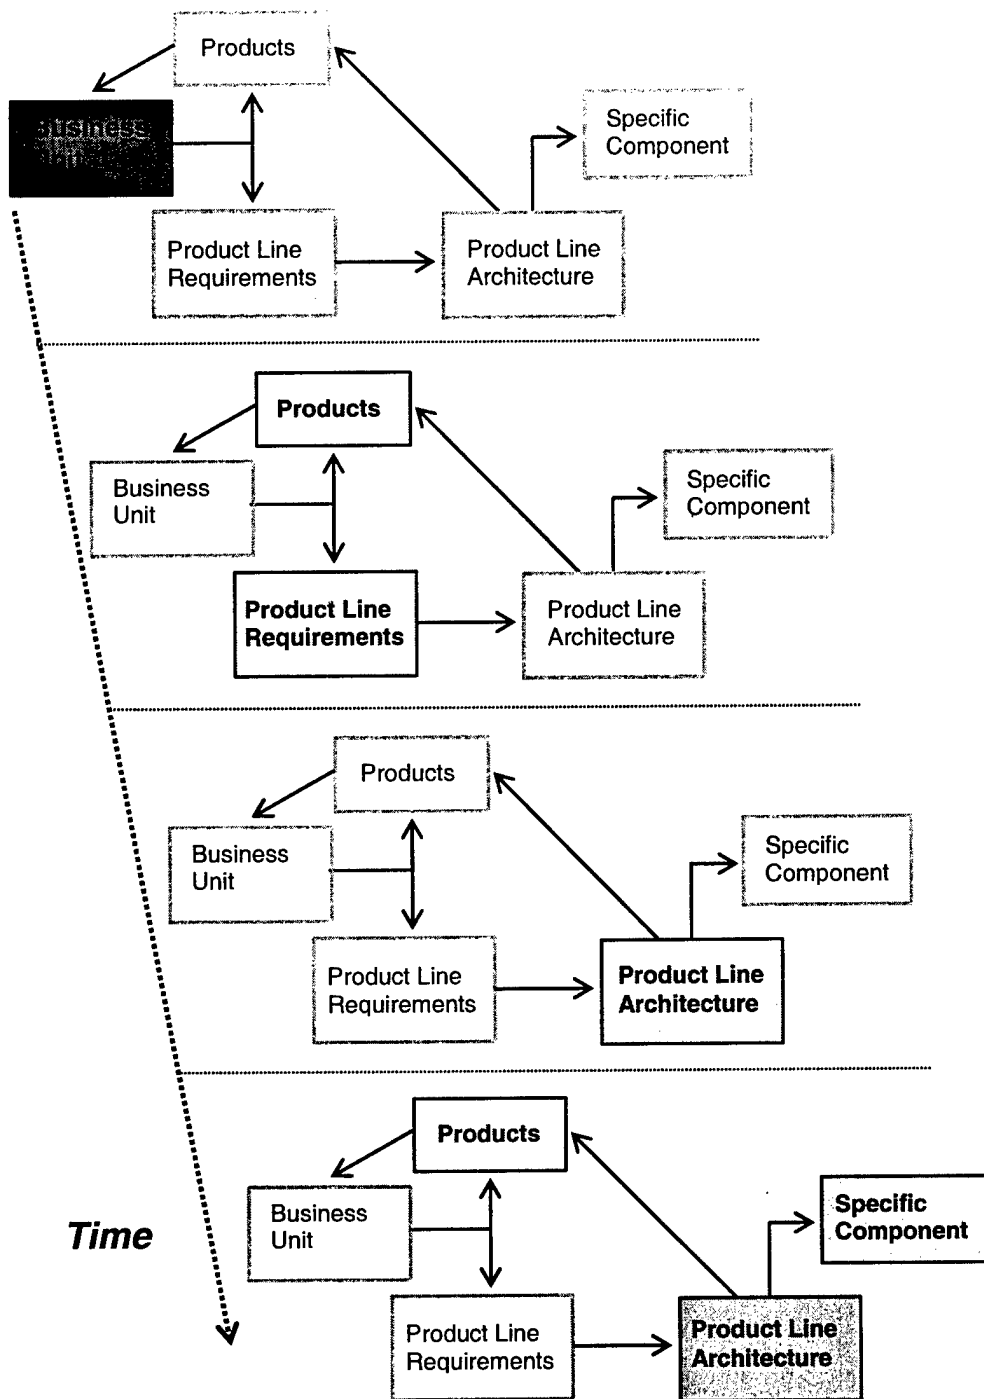 Products
Specific
Component
Business
Product Line
Requirements
Product Line
Architecture
Products
Business
Unit
Specific
Component
Product Line
Requirements
Product Line
Architecture
Products
Business
Unit
Specific
Component
Product Line
Requirements
Product Line
Architecture
Products
Business
Unit
Specific
Component
Time
Product Line
Requirements
Product Line
Architecture